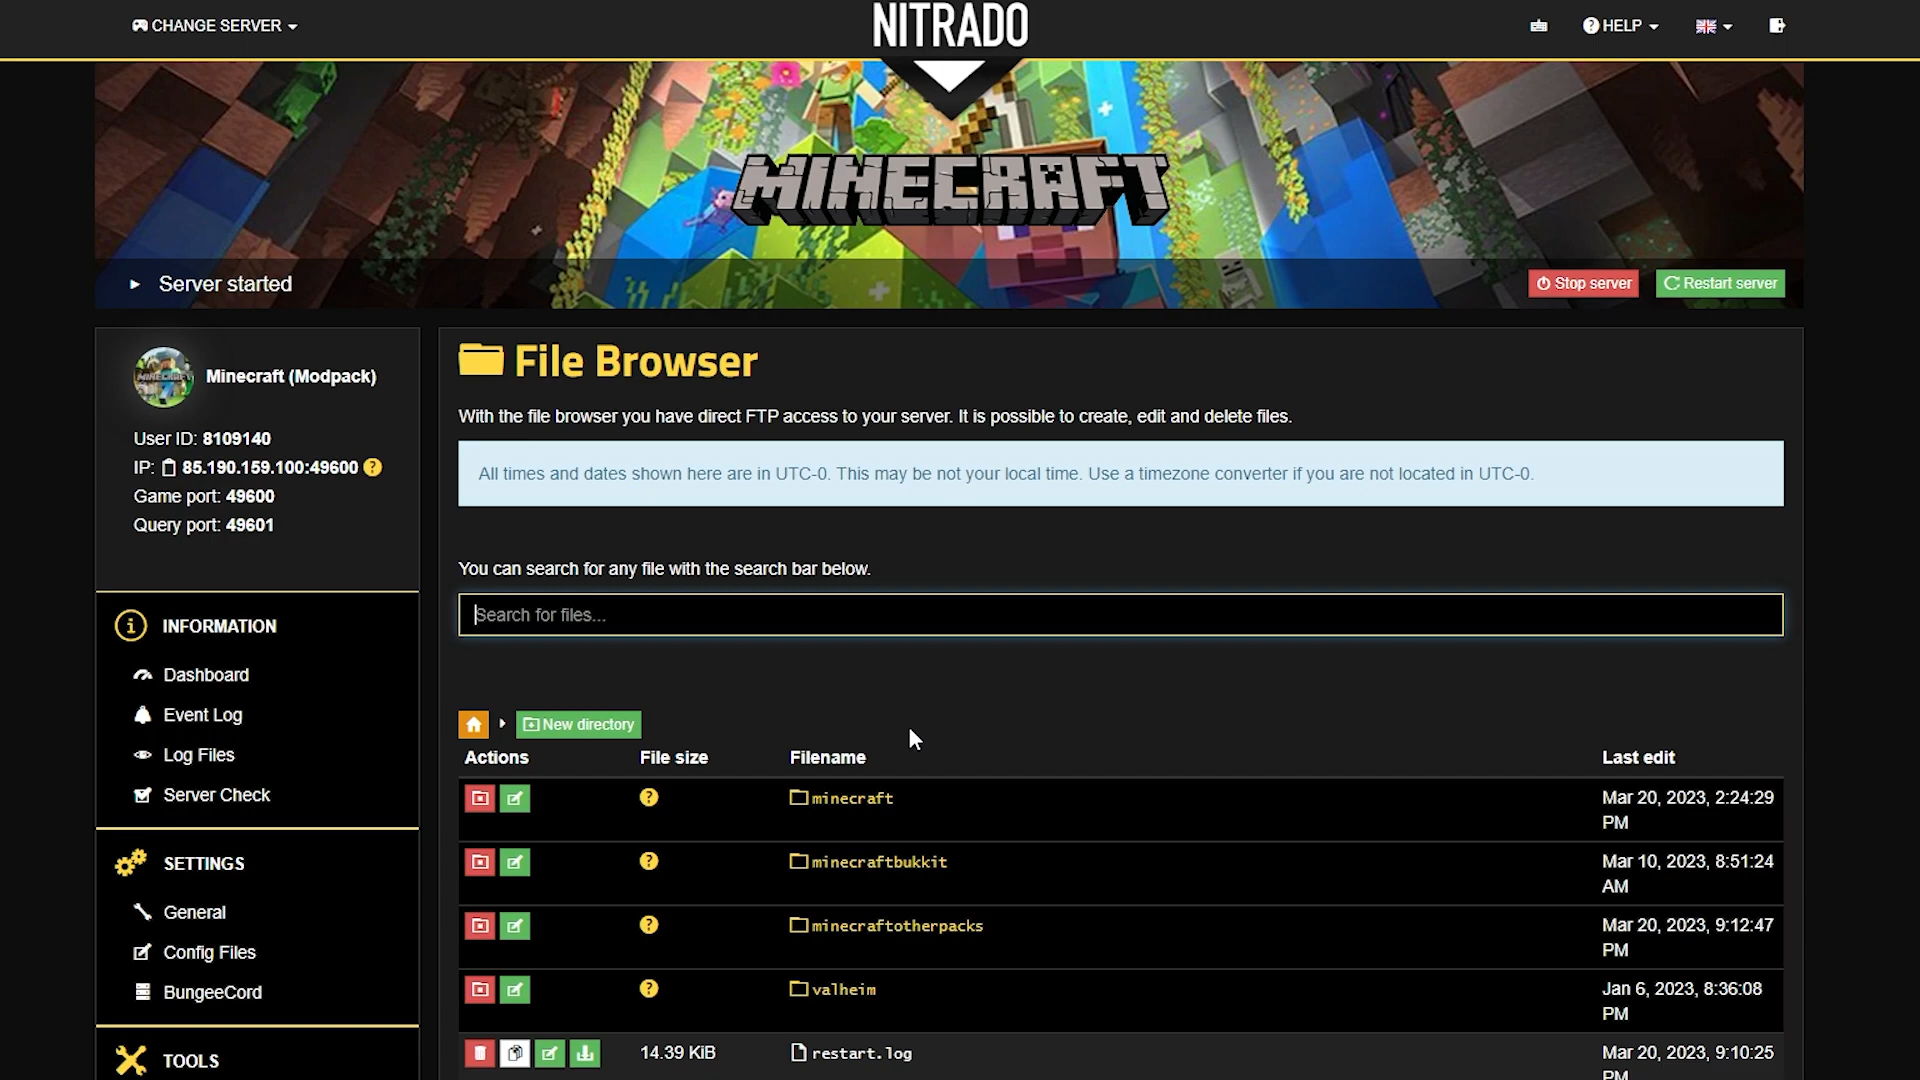 CHANGE SERVER
NITRADO
HELP
MINECRAFT
Server started
Stop server
Restart server
MINECRAFT
Minecraft (Modpack)
User ID: 8109140
IP: 85.190.159.100:49600 ?
Game port: 49600
Query port: 49601
INFORMATION
Dashboard
Event Log
Log Files
Server Check
SETTINGS
General
Config Files
BungeeCord
TOOLS
File Browser
With the file browser you have direct FTP access to your server. It is possible to create, edit and delete files.
All times and dates shown here are in UTC-0. This may be not your local time. Use a timezone converter if you are not located in UTC-0.
You can search for any file with the search bar below.
Search for files...
New directory
Actions File size Filename Last edit
? minecraft Mar 20, 2023, 2:24:29
PM
? minecraftbukkit Mar 10, 2023, 8:51:24
AM
? minecraftotherpacks Mar 20, 2023, 9:12:47
PM
? valheim Jan 6, 2023, 8:36:08
PM
14.39 KiB restart.log Mar 20, 2023, 9:10:25
PM